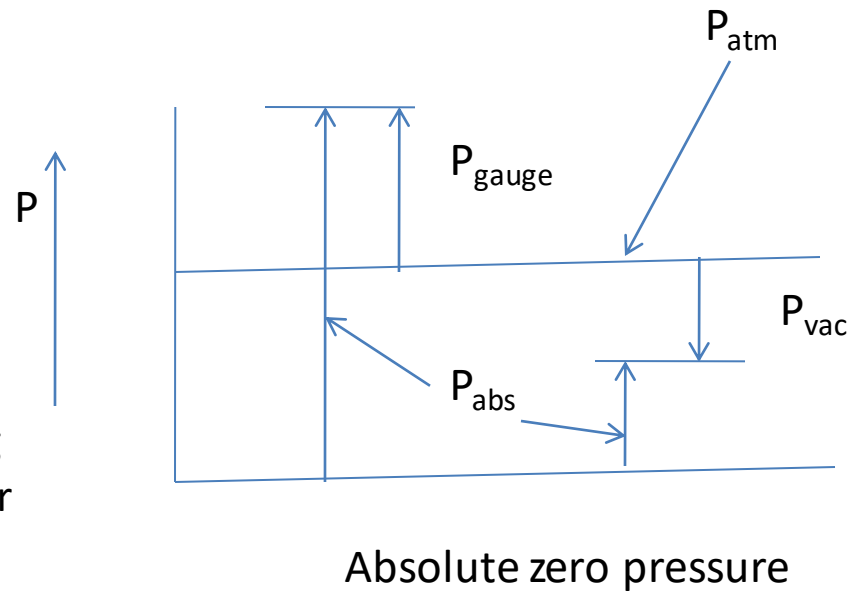 P_atm
P_gauge
P
P_vac
P_abs
r
Absolute zero pressure